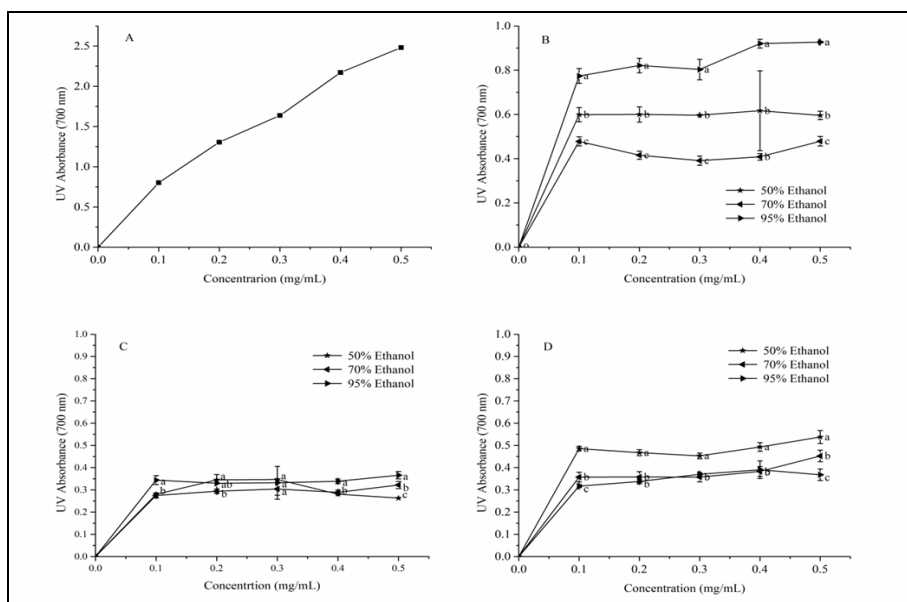 A
UV Aborbance (700 nm)
2.5
2.0
1.5
1.0
0.5
0.0
0.0 0.1 0.2 0.3 0.4 0.5
Concentrarion (mg/mL)
B
UV Absorbance (700 nm)
1.0
0.8
0.6
0.4
0.2
0.0
a a a a a
b b b b b
c c c b c
50% Ethanol
70% Ethanol
95% Ethanol
0.0 0.1 0.2 0.3 0.4 0.5
Concentration (mg/mL)
C
UV Absorbance (700 nm)
1.0
0.9
0.8
0.7
0.6
0.5
0.4
0.3
0.2
0.1
0.0
50% Ethanol
70% Ethanol
95% Ethanol
a a a a
b ab a b b
b a c
0.0 0.1 0.2 0.3 0.4 0.5
Concentrtion (mg/mL)
D
UV Absorbance (700 nm)
1.0
0.9
0.8
0.7
0.6
0.5
0.4
0.3
0.2
0.1
0.0
50% Ethanol
70% Ethanol
95% Ethanol
a a a a a
b b b b b
c c
0.0 0.1 0.2 0.3 0.4 0.5
Concentration (mg/mL)